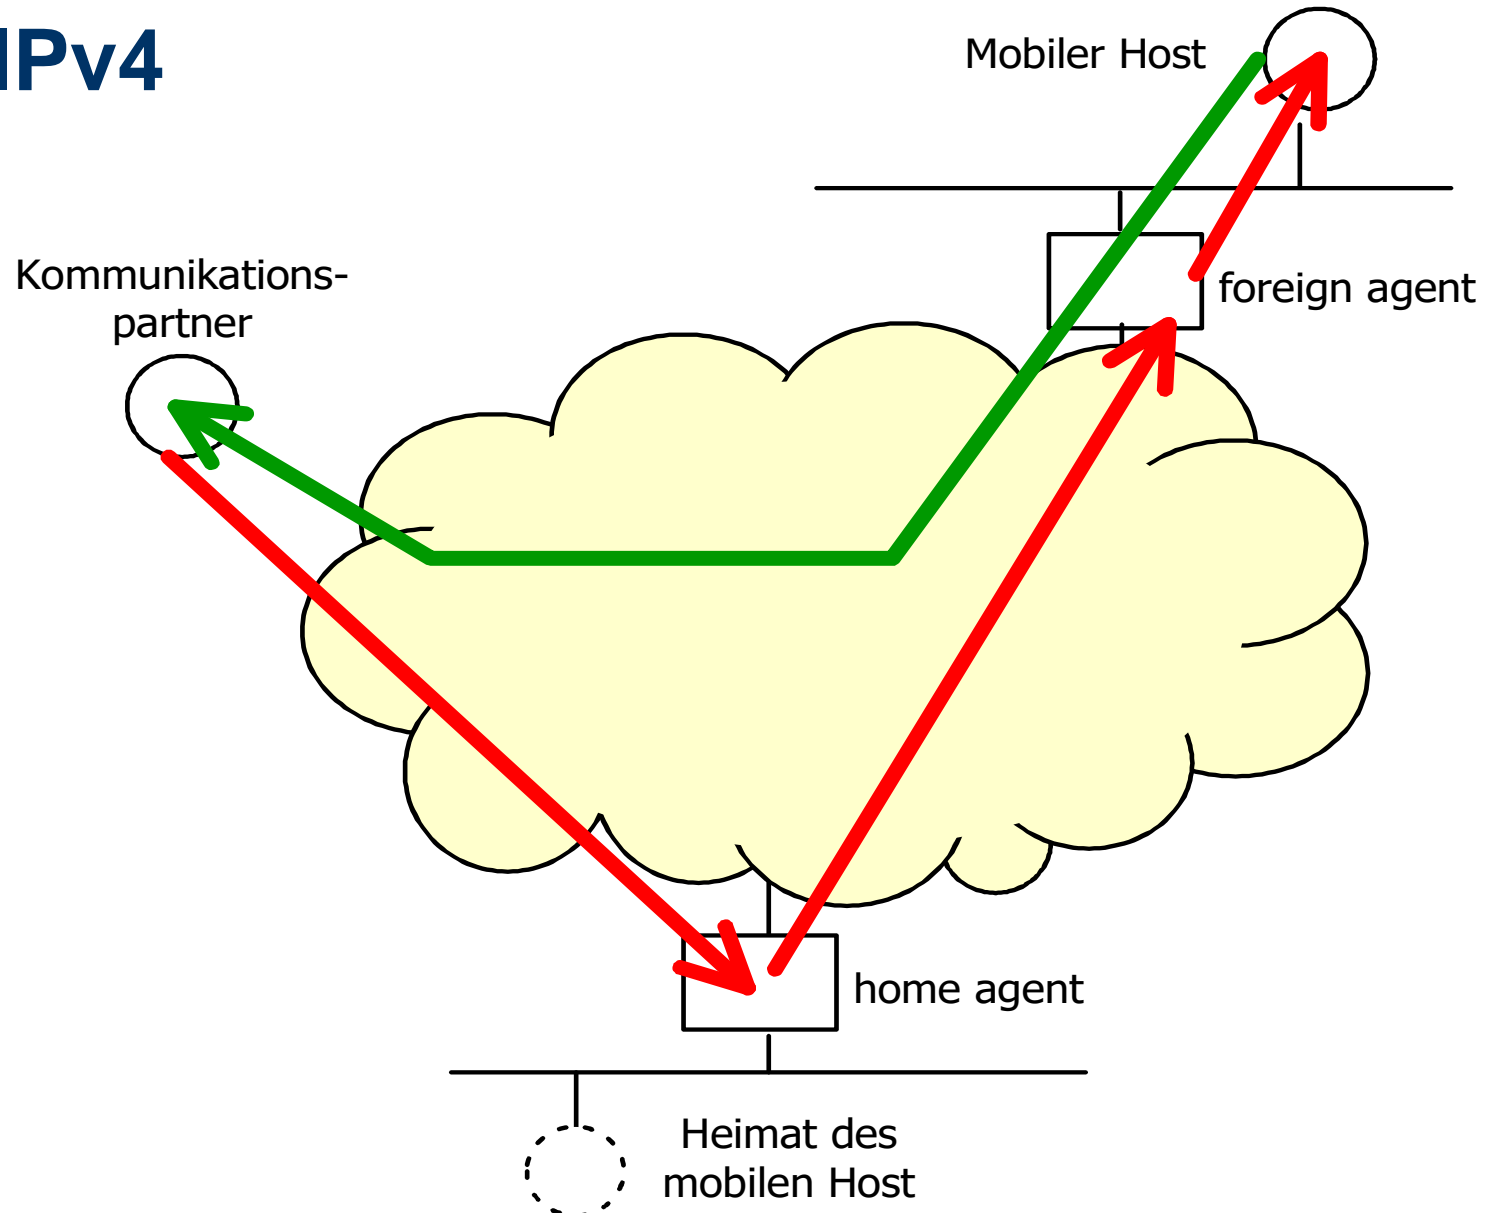 IPv4
Mobiler Host
Kommunikations-
partner
foreign agent
home agent
Heimat des
mobilen Host